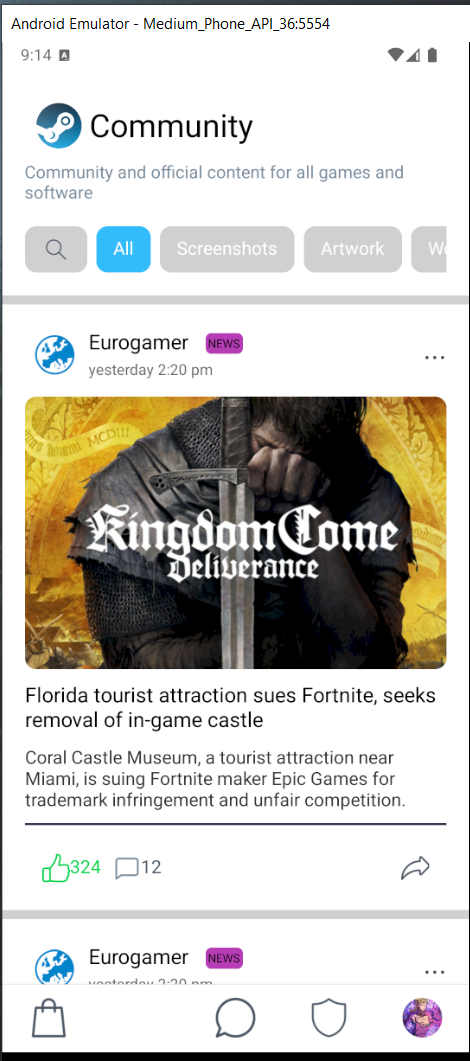 Android Emulator - Medium_Phone_API_36:5554
9:14
Community
Community and official content for all games and
software
All Screenshots Artwork
Eurogamer NEWS
yesterday 2:20 pm
Kingdom Come
Deliverance
Florida tourist attraction sues Fortnite, seeks
removal of in-game castle
Coral Castle Museum, a tourist attraction near
Miami, is suing Fortnite maker Epic Games for
trademark infringement and unfair competition.
324 12
Eurogamer NEWS
yesterday 2:20 pm